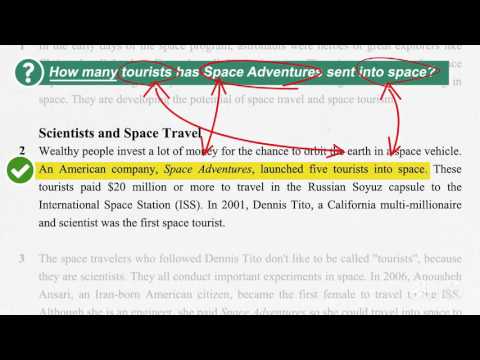 1 In the early days of the space program, astronauts were heroes or great explorers like
? How many tourists has Space Adventures sent into space?
space. They are developing the potential of space travel and space tourism.
Scientists and Space Travel
2 Wealthy people invest a lot of money for the chance to orbit the earth in a space vehicle.
An American company, Space Adventures, launched five tourists into space. These
tourists paid $20 million or more to travel in the Russian Soyuz capsule to the
International Space Station (ISS). In 2001, Dennis Tito, a California multi-millionaire
and scientist was the first space tourist.
3 The space travelers who followed Dennis Tito don't like to be called "tourists", because
they are scientists. They all conduct important experiments in space. In 2006, Anousheh
Ansari, an Iran-born American citizen, became the first female to travel to the ISS.
Although she is an engineer, she paid Space Adventures so she could travel into space to